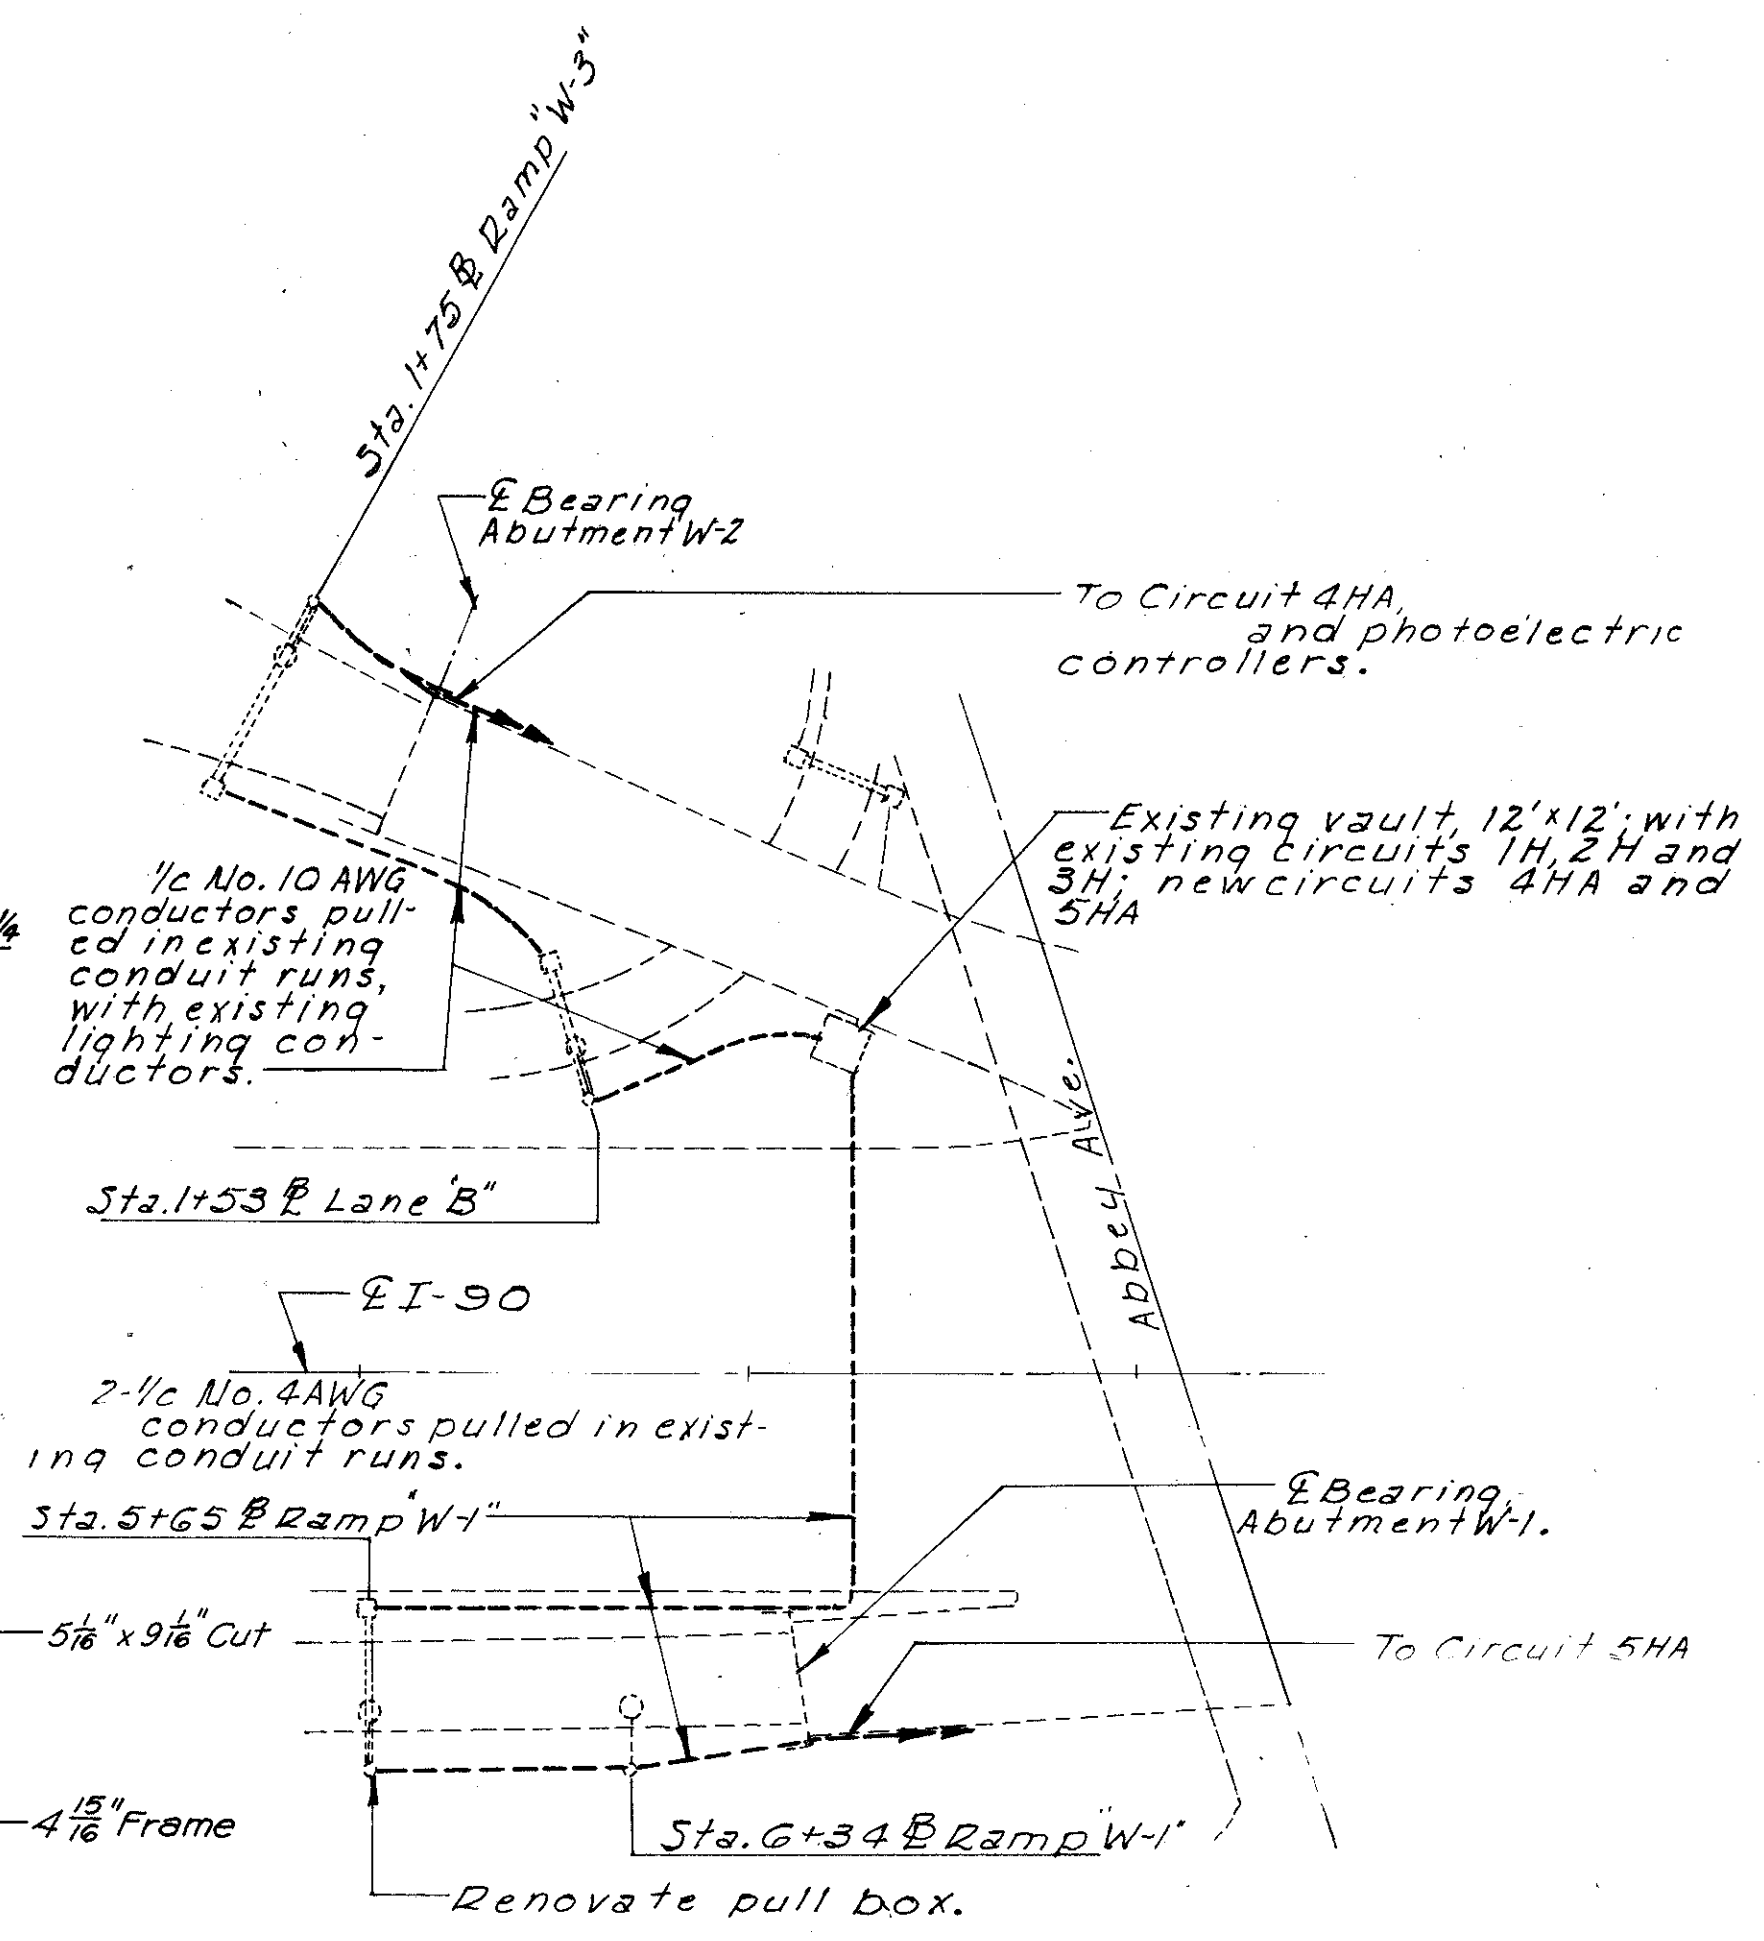 Sta. 1+75 ℄ Ramp "W-3"
℄ Bearing
Abutment W-2
To Circuit 4HA,
and photoelectric
controllers.
Existing vault, 12'x12'; with
existing circuits 1H, 2H and
3H; new circuits 4HA and
5HA
1/c No. 10 AWG
conductors pull-
ed in existing
conduit runs,
with existing
lighting con-
ductors.
1/4
Abbey Ave.
Sta. 1+53 ℄ Lane "B"
℄ I-90
2-1/c No. 4 AWG
conductors pulled in exist-
ing conduit runs.
Sta. 5+65 ℄ Ramp "W-1"
℄ Bearing,
Abutment W-1.
5 1/16" x 9 1/16" Cut
To Circuit 5HA
4 15/16" Frame
Sta. 6+34 ℄ Ramp "W-1"
Renovate pull box.